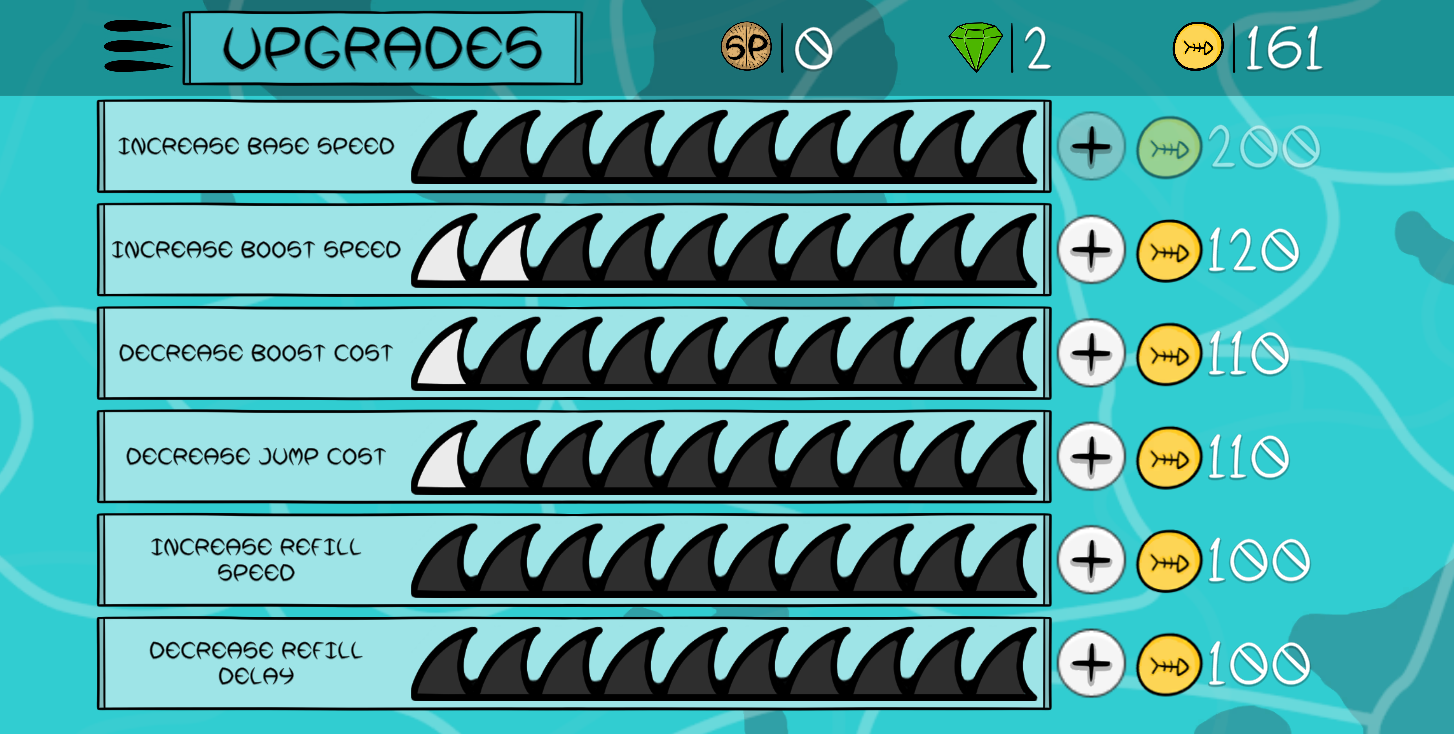 UPGRADES
SP 0
2
161
INCREASE BASE SPEED
200
INCREASE BOOST SPEED
120
DECREASE BOOST COST
110
DECREASE JUMP COST
110
INCREASE REFILL
SPEED
100
DECREASE REFILL
DELAY
100